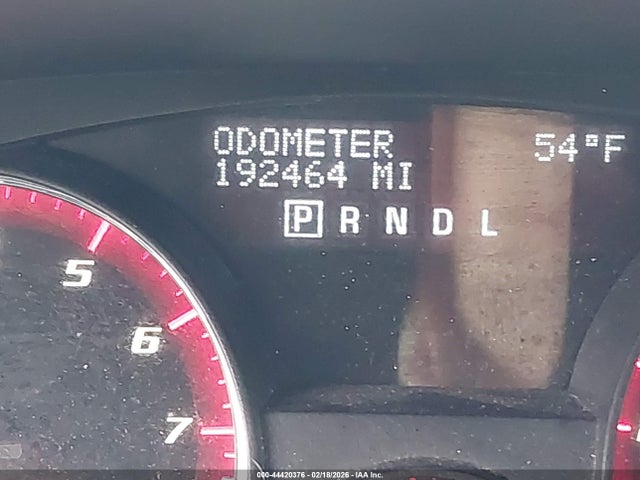 ODOMETER 54°F
192464 MI
P R N D L
5
6
7
000-44420376 - 02/18/2026 - IAA Inc.